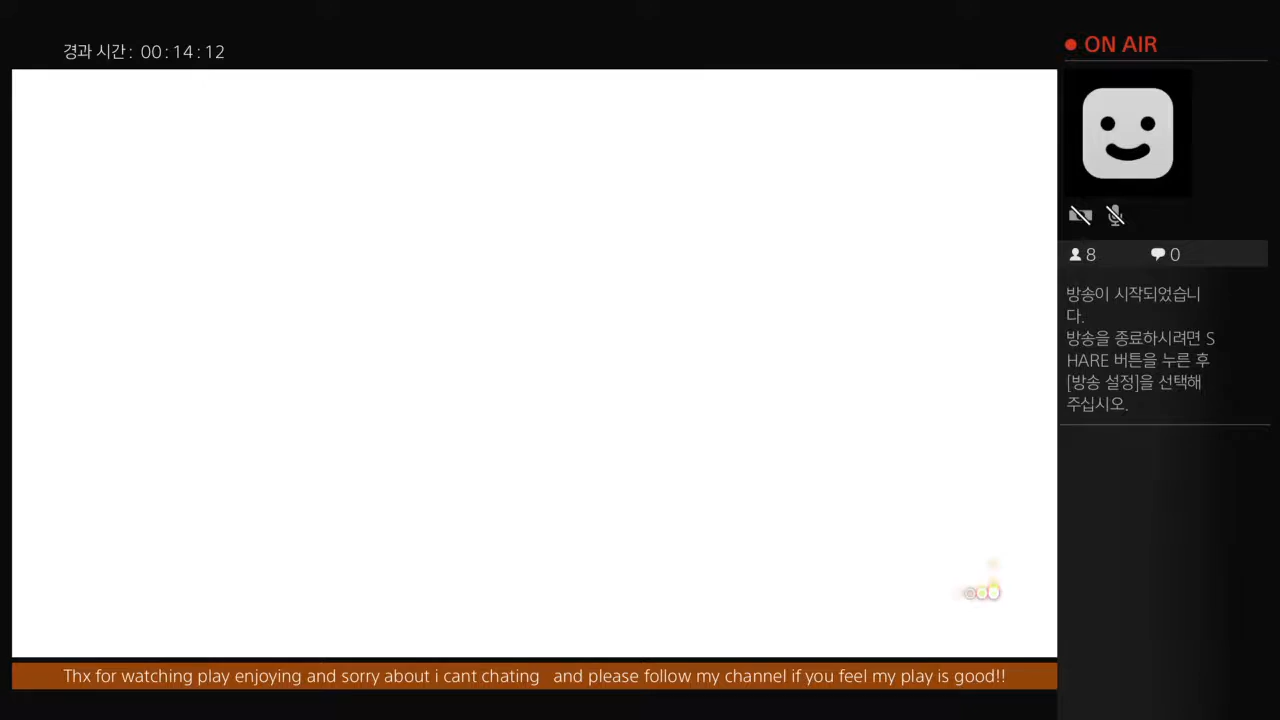 경과 시간: 00:14:12
ON AIR
8 0
방송이 시작되었습니
다.
방송을 종료하시려면 S
HARE 버튼을 누른 후
[방송 설정]을 선택해
주십시오.
Thx for watching play enjoying and sorry about i cant chating and please follow my channel if you feel my play is good!!